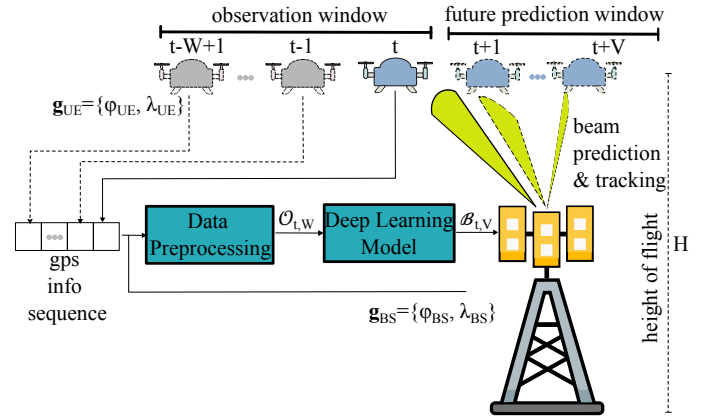 observation window
future prediction window
t-W+1
t-1
t
t+1
t+V
g_UE={φ_UE, λ_UE}
beam
prediction
& tracking
Data
Preprocessing
𝒪_t,W
Deep Learning
Model
ℬ_t,V
gps
info
sequence
g_BS={φ_BS, λ_BS}
height of flight
H